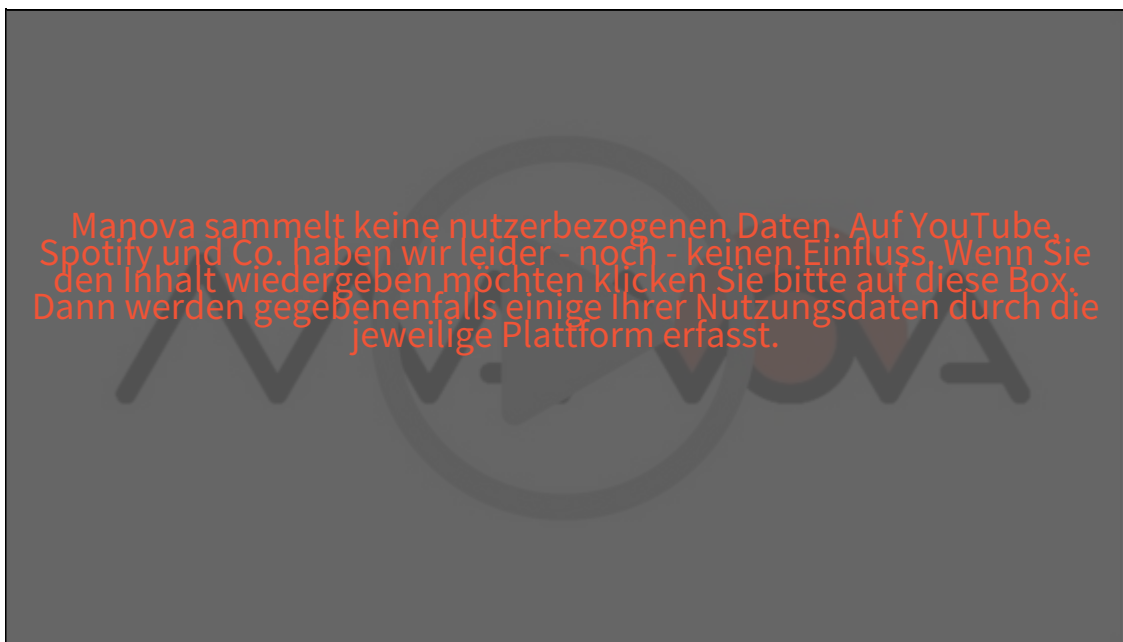 Manova sammelt keine nutzerbezogenen Daten. Auf YouTube,
Spotify und Co. haben wir leider - noch - keinen Einfluss. Wenn Sie
den Inhalt wiedergeben möchten klicken Sie bitte auf diese Box.
Dann werden gegebenenfalls einige Ihrer Nutzungsdaten durch die
jeweilige Plattform erfasst.
MANOVA